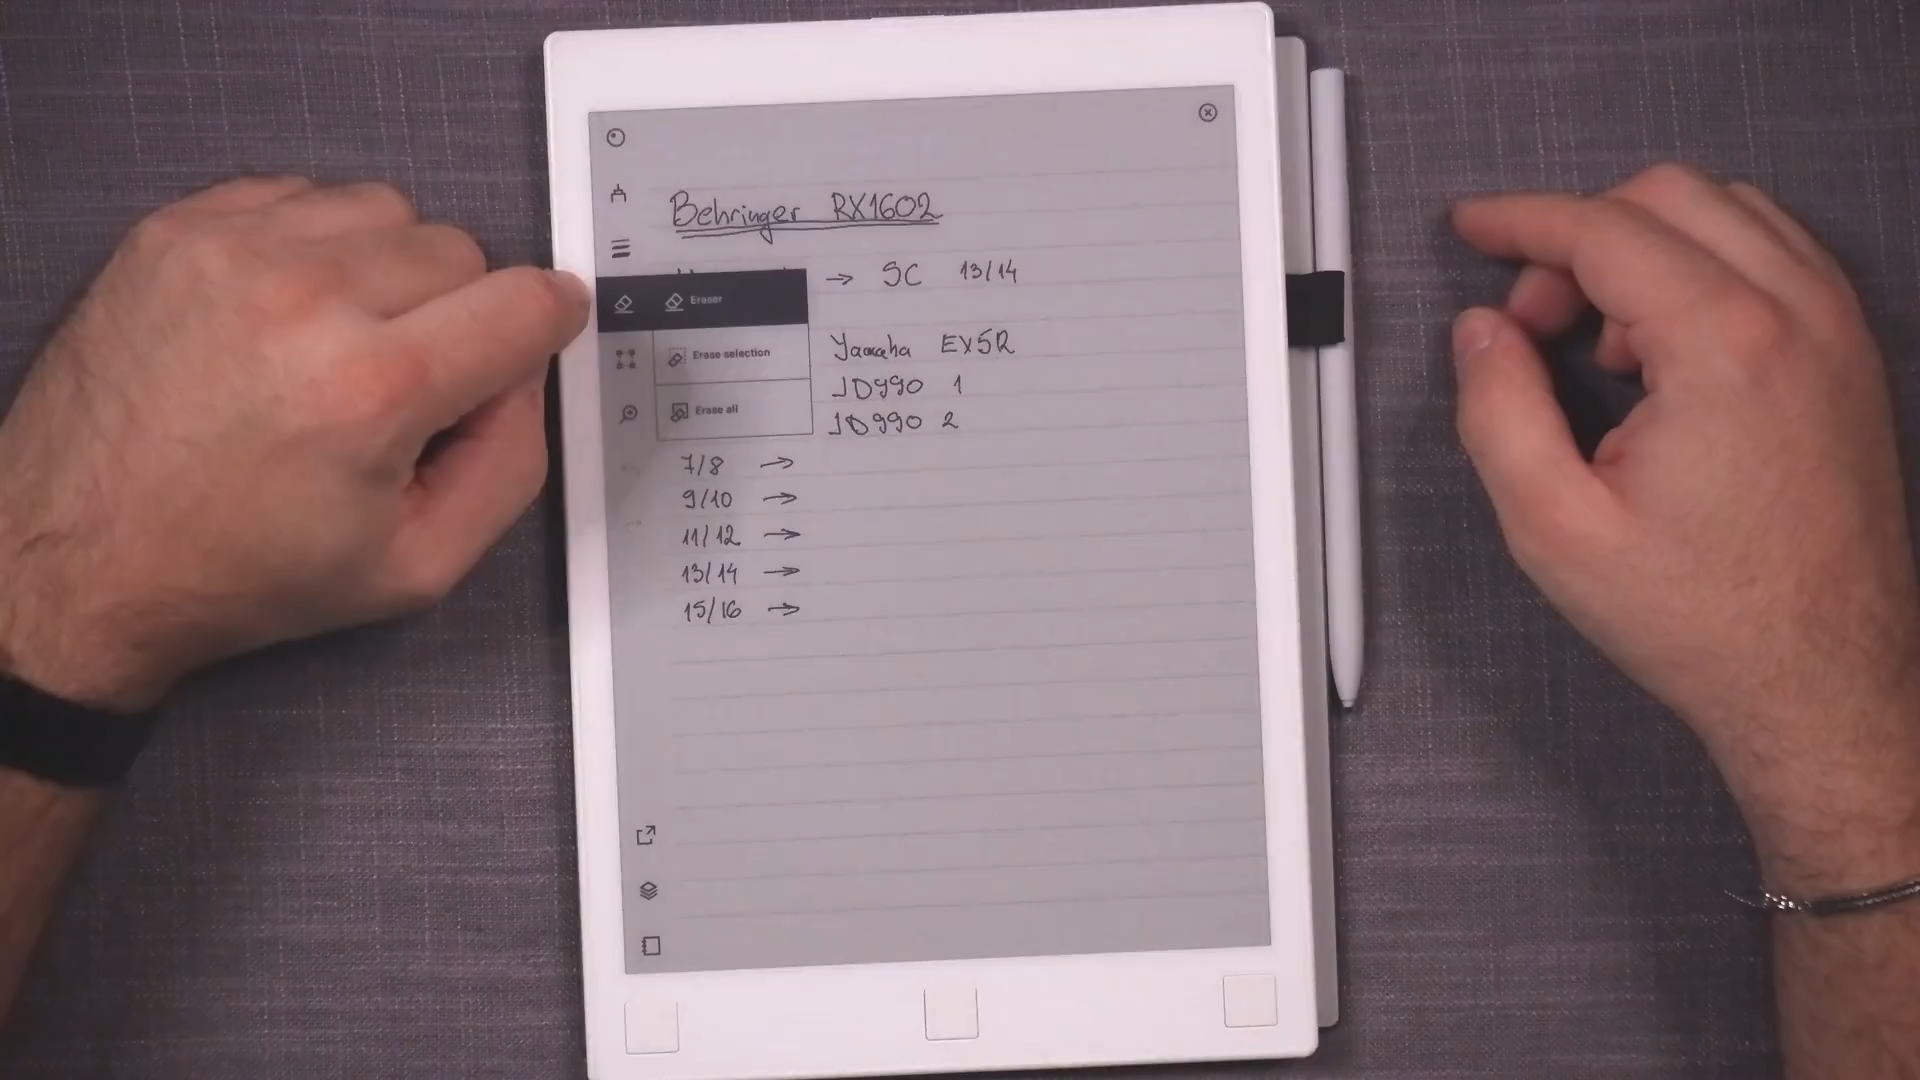 Behringer RX1602
→ SC 13/14
Eraser
Yamaha EX5R
Erase selection
JD990 1
Erase all
JD990 2
7/8 →
9/10 →
11/12 →
13/14 →
15/16 →